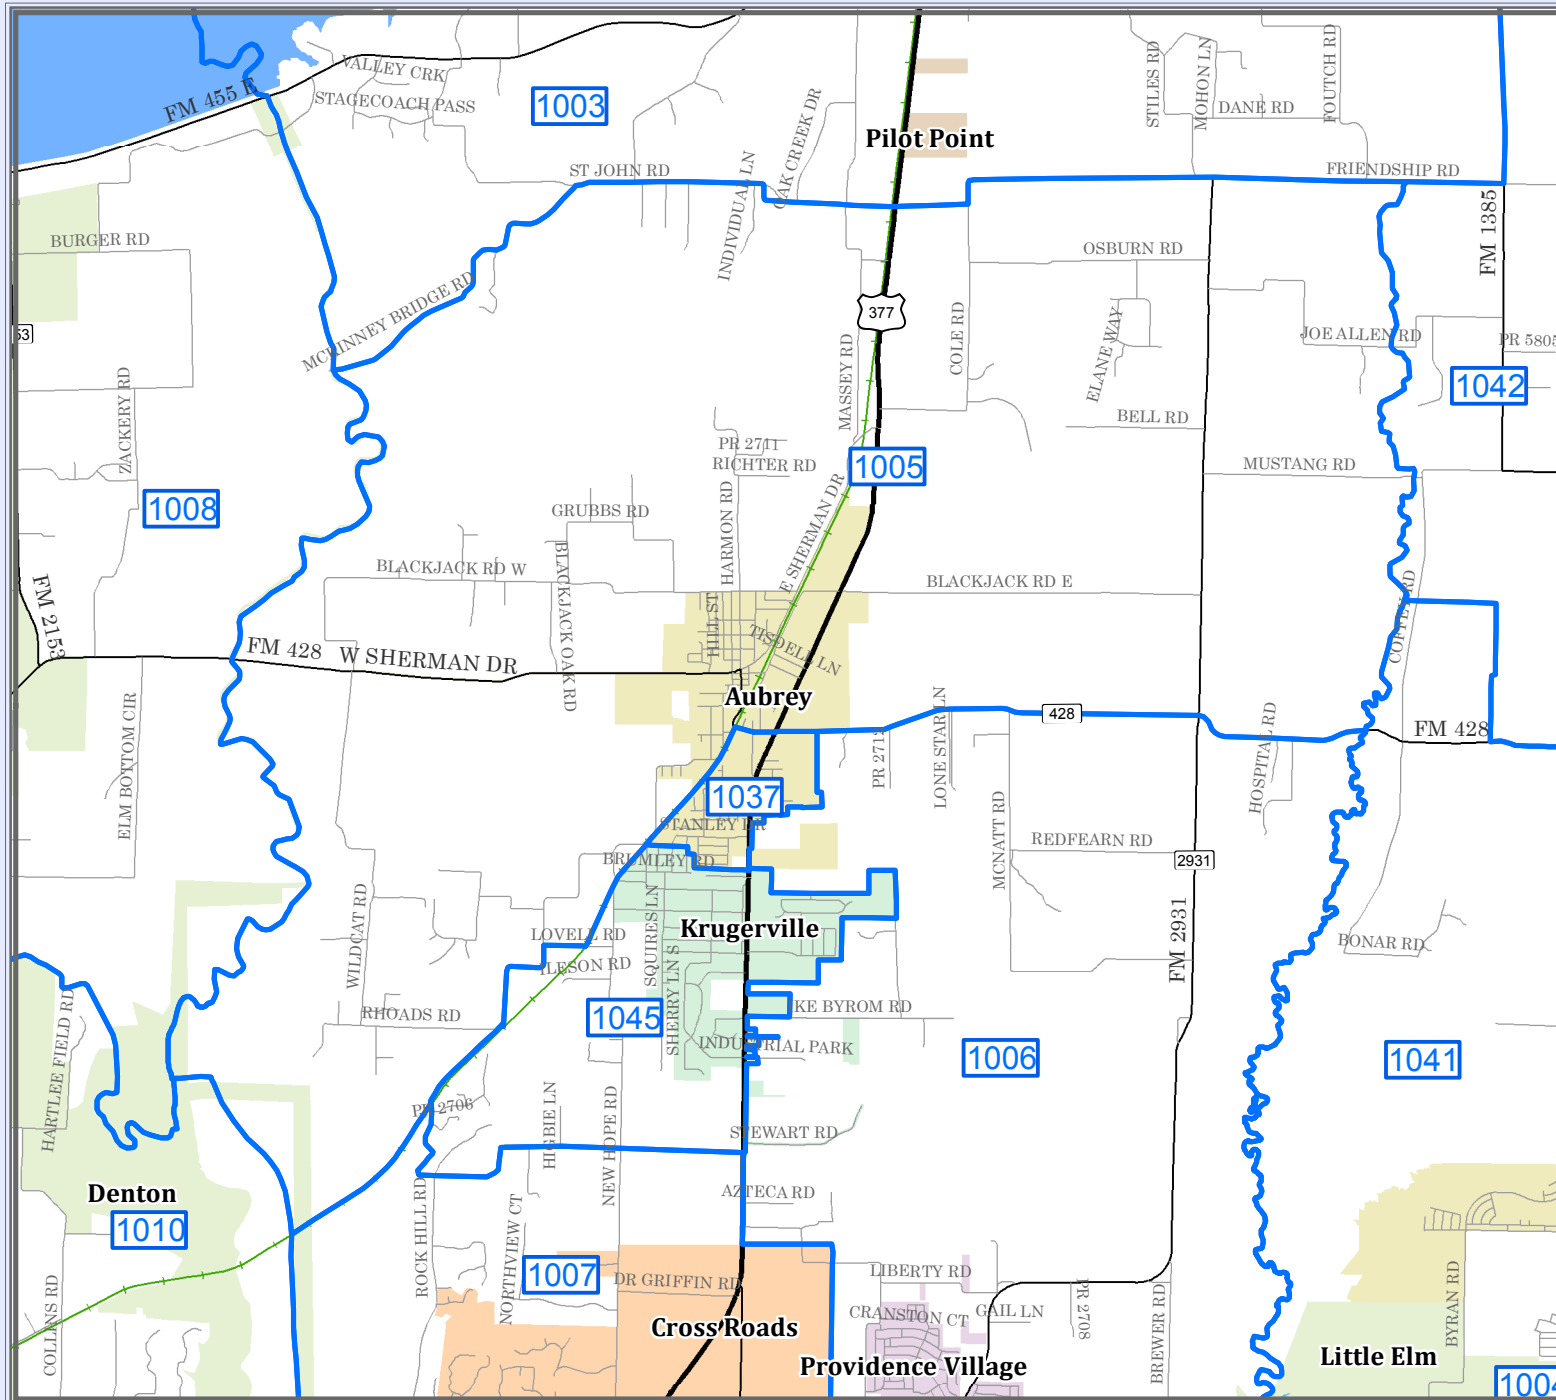 VALLEY CRK
FM 455 E
STAGECOACH PASS
1003
OAK CREEK DR
Pilot Point
STILES RD
MOHON LN
DANE RD
FOUTCH RD
ST JOHN RD
FRIENDSHIP RD
INDIVIDUAL LN
FM 1385
BURGER RD
OSBURN RD
MCKINNEY BRIDGE RD
377
53
MASSEY RD
COLE RD
ELANE WAY
JOE ALLEN RD
PR 5805
1042
ZACKERY RD
BELL RD
PR 2711
RICHTER RD
1005
MUSTANG RD
1008
GRUBBS RD
HARMON RD
E SHERMAN DR
BLACKJACK RD W
BLACKJACK OAK RD
BLACKJACK RD E
FM 2153
HILL ST
TISDELL LN
COFFEY RD
FM 428
W SHERMAN DR
Aubrey
LONE STAR LN
428
HOSPITAL RD
FM 428
ELM BOTTOM CIR
PR 2712
1037
STANLEY DR
MCNATT RD
REDFEARN RD
2931
BRUMLEY RD
WILDCAT RD
SQUIRES LN
Krugerville
LOVELL RD
FM 2931
BONAR RD
ILESON RD
SHERRY LN S
HARTLEE FIELD RD
RHOADS RD
1045
IKE BYROM RD
INDUSTRIAL PARK
1006
1041
PR 2706
HIGBIE LN
NEW HOPE RD
STEWART RD
Denton
1010
ROCK HILL RD
NORTHVIEW CT
AZTECA RD
1007
DR GRIFFIN RD
LIBERTY RD
CRANSTON CT
GAIL LN
PR 2708
BREWER RD
BYRAN RD
COLLINS RD
Cross Roads
Providence Village
Little Elm
1004